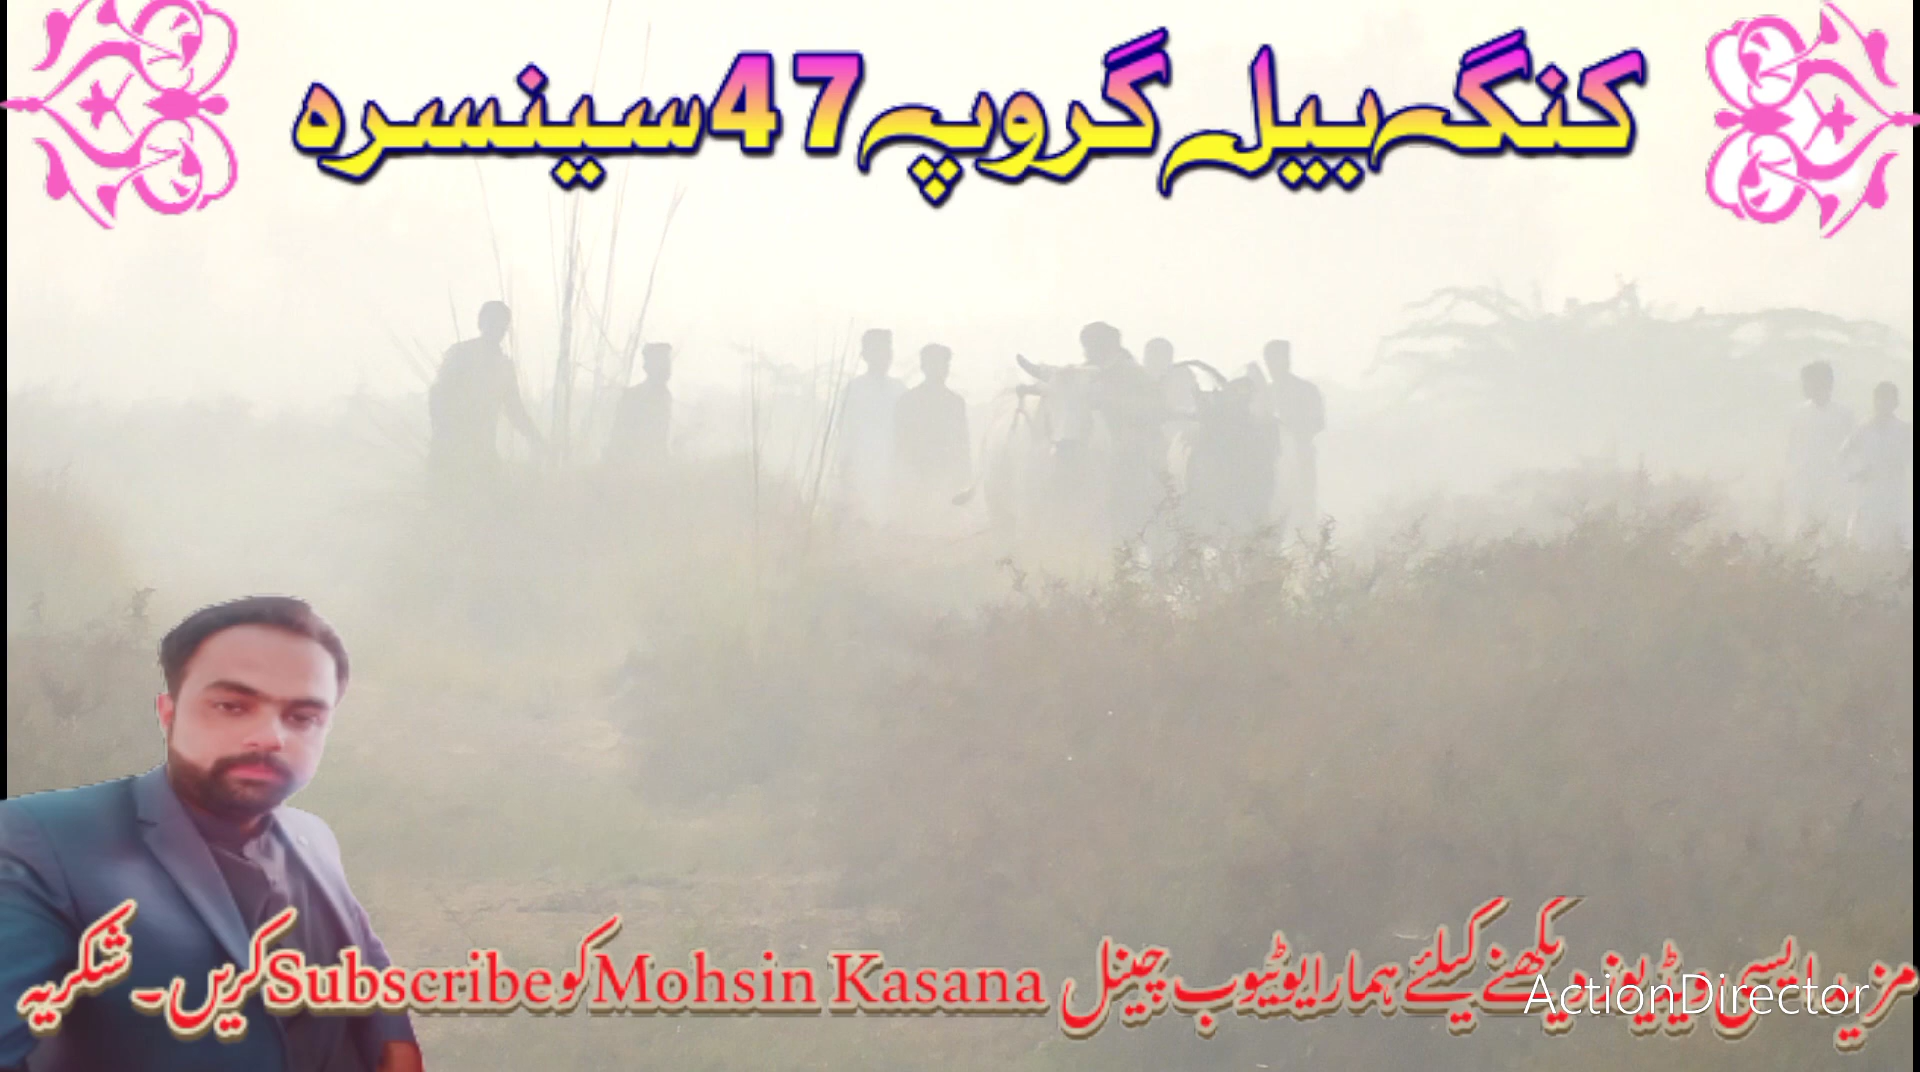 کنگ بیل گروپ 47 سینسرہ
مزید ایسی ویڈیوز دیکھنے کیلئے ہمارا یوٹیوب چینل Mohsin Kasana کو Subscribe کریں۔ شکریہ
ActionDirector